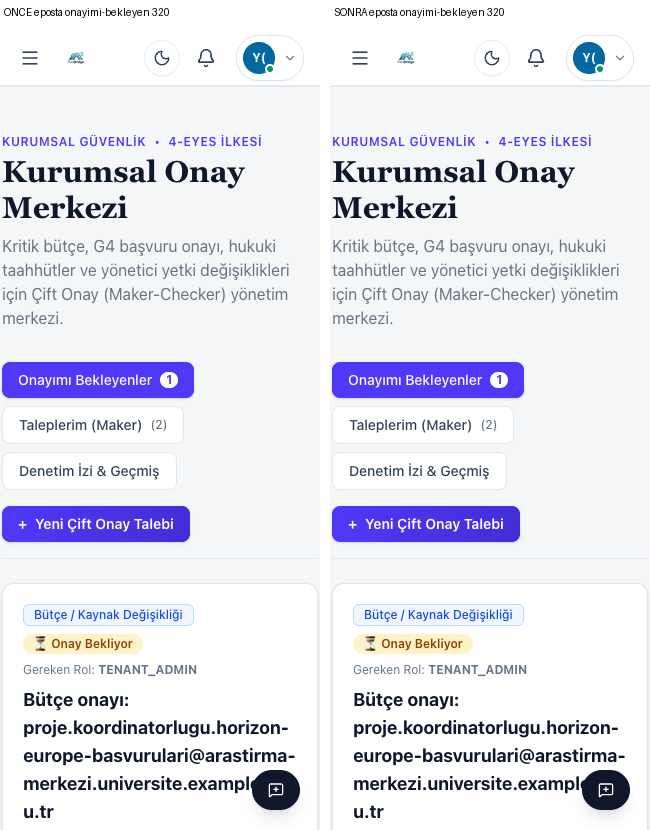 ONCE eposta onayimi-bekleyen 320
Y(
KURUMSAL GÜVENLİK • 4-EYES İLKESİ
Kurumsal Onay
Merkezi
Kritik bütçe, G4 başvuru onayı, hukuki
taahhütler ve yönetici yetki değişiklikleri
için Çift Onay (Maker-Checker) yönetim
merkezi.
Onayımı Bekleyenler 1
Taleplerim (Maker) (2)
Denetim İzi & Geçmiş
+ Yeni Çift Onay Talebi
Bütçe / Kaynak Değişikliği
⏳ Onay Bekliyor
Gereken Rol: TENANT_ADMIN
Bütçe onayı:
proje.koordinatorlugu.horizon-
europe-basvurulari@arastirma-
merkezi.universite.example
u.tr
SONRA eposta onayimi-bekleyen 320
Y(
KURUMSAL GÜVENLİK • 4-EYES İLKESİ
Kurumsal Onay
Merkezi
Kritik bütçe, G4 başvuru onayı, hukuki
taahhütler ve yönetici yetki değişiklikleri
için Çift Onay (Maker-Checker) yönetim
merkezi.
Onayımı Bekleyenler 1
Taleplerim (Maker) (2)
Denetim İzi & Geçmiş
+ Yeni Çift Onay Talebi
Bütçe / Kaynak Değişikliği
⏳ Onay Bekliyor
Gereken Rol: TENANT_ADMIN
Bütçe onayı:
proje.koordinatorlugu.horizon-
europe-basvurulari@arastirma-
merkezi.universite.example
u.tr